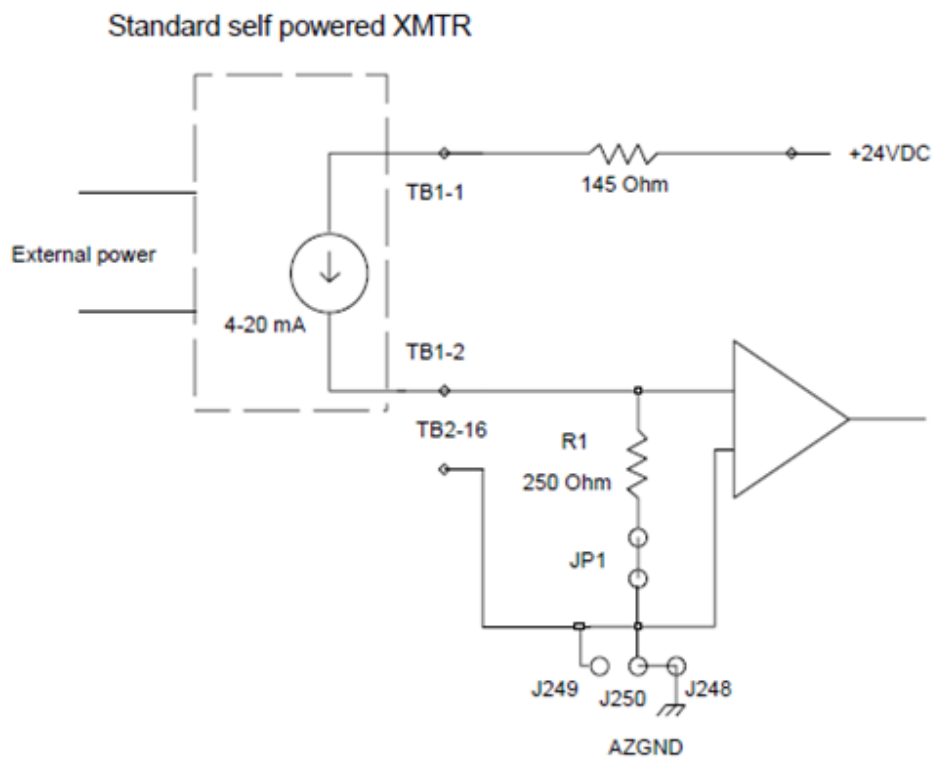 Standard self powered XMTR
+24VDC
145 Ohm
TB1-1
External power
4-20 mA
TB1-2
TB2-16
R1
250 Ohm
JP1
J249
J250
J248
AZGND